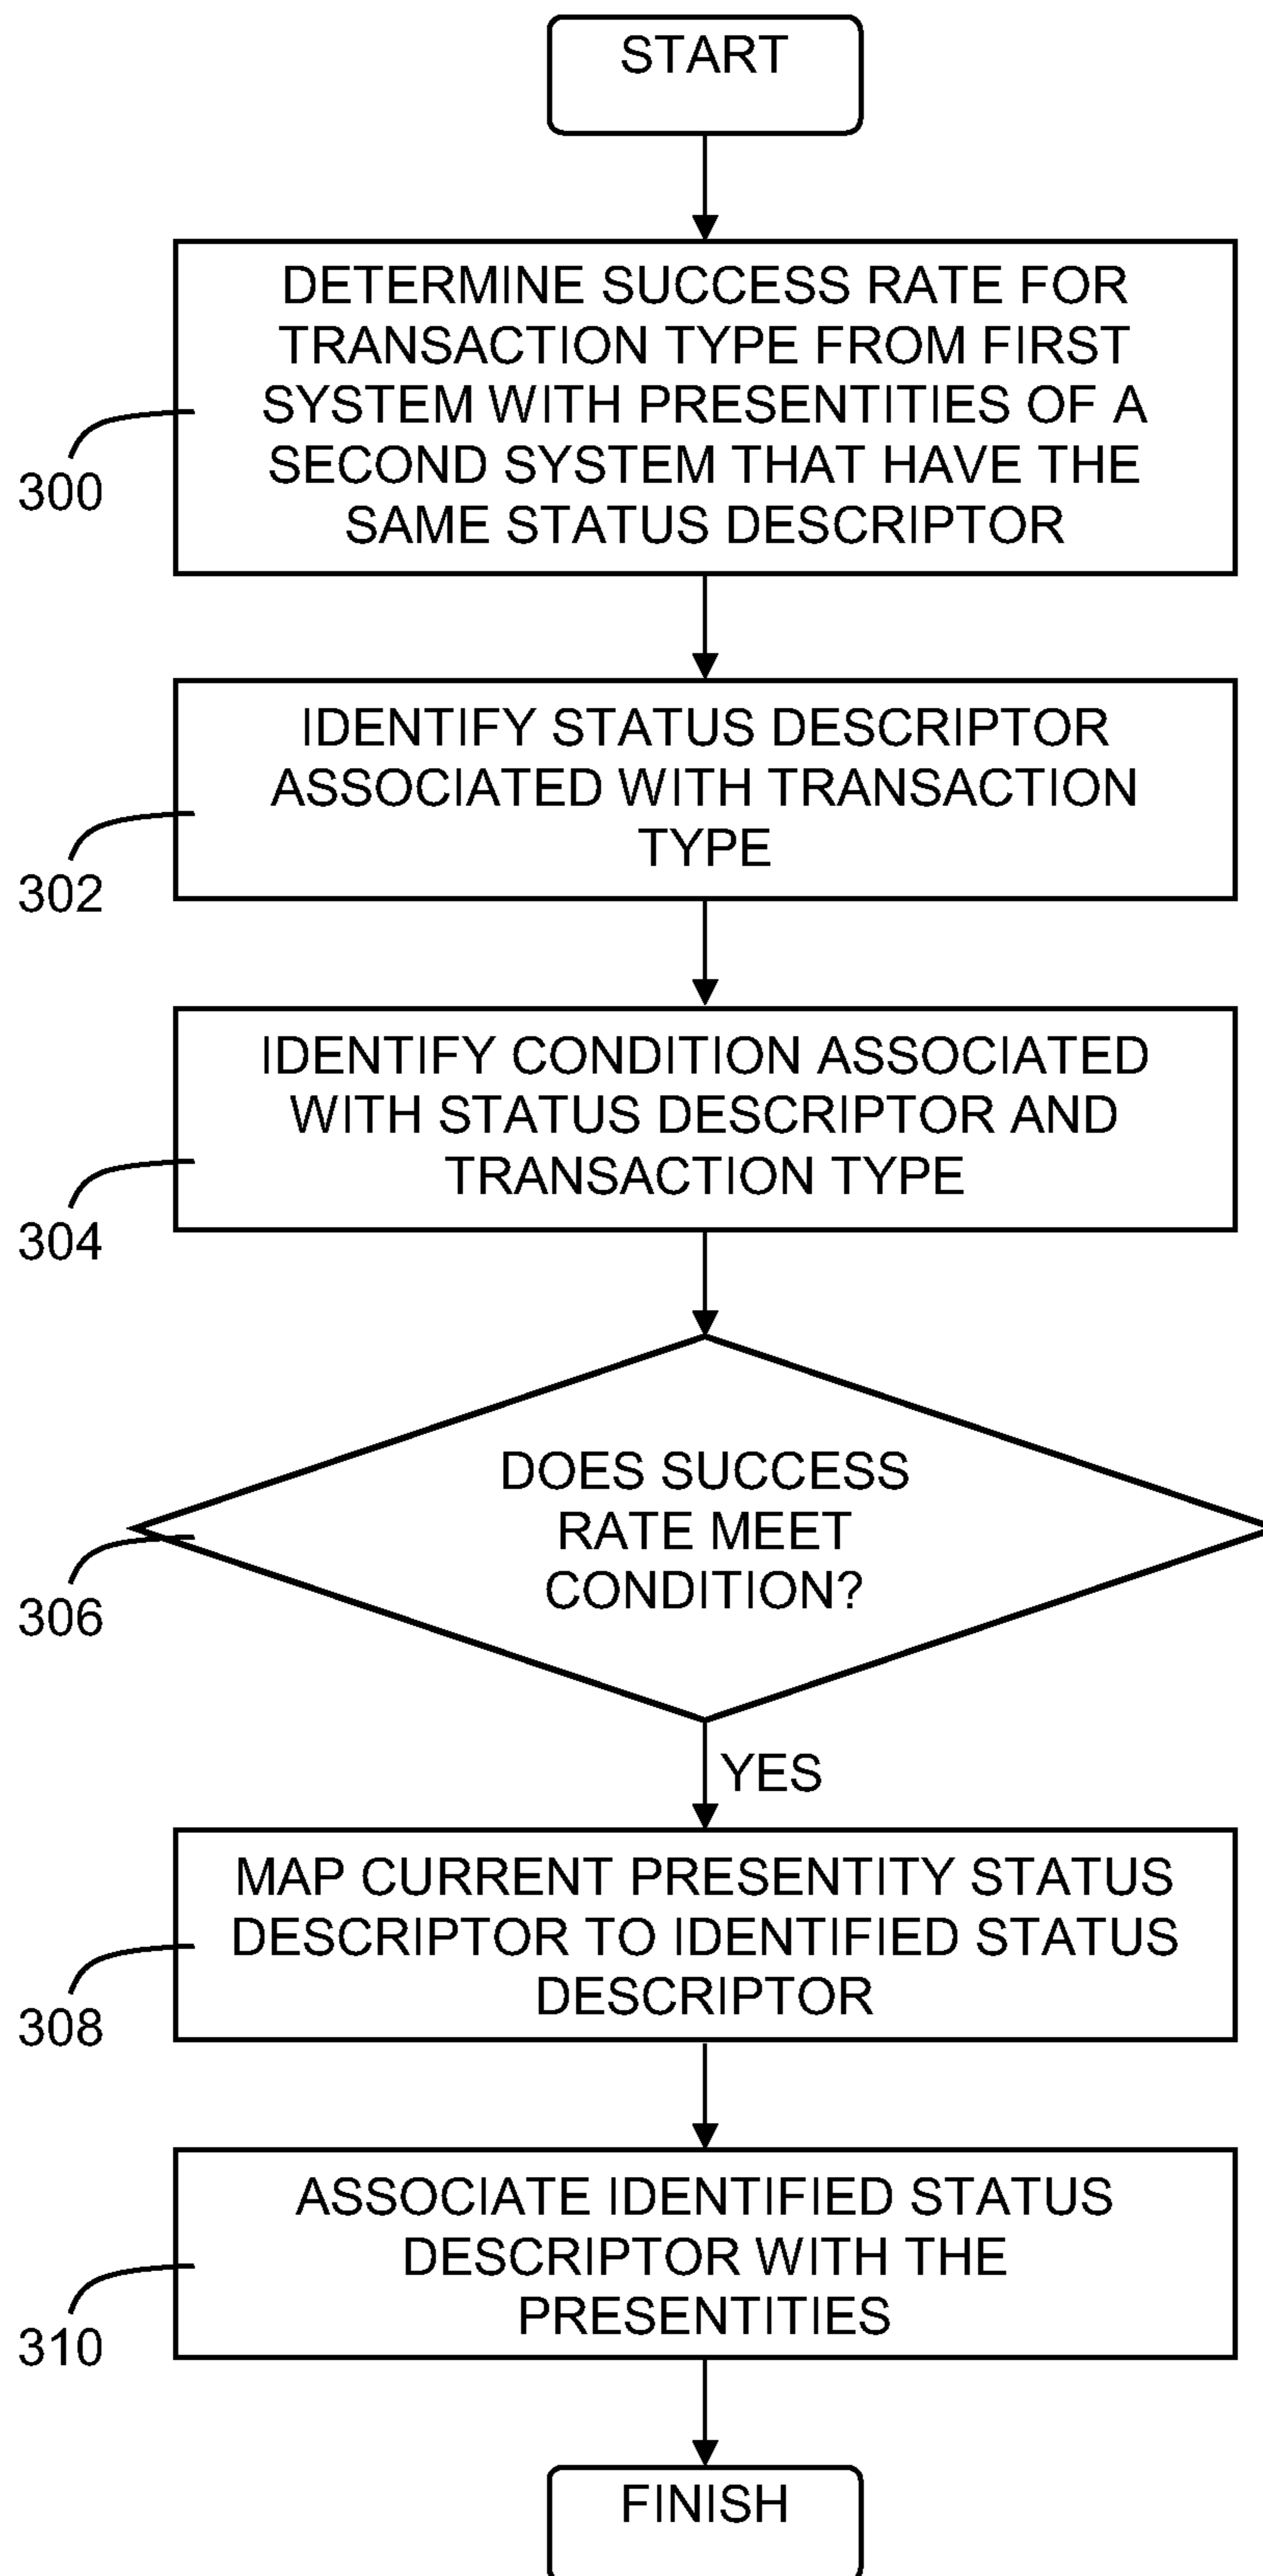 START
DETERMINE SUCCESS RATE FOR
TRANSACTION TYPE FROM FIRST
SYSTEM WITH PRESENTITIES OF A
SECOND SYSTEM THAT HAVE THE
SAME STATUS DESCRIPTOR
300
IDENTIFY STATUS DESCRIPTOR
ASSOCIATED WITH TRANSACTION
TYPE
302
IDENTIFY CONDITION ASSOCIATED
WITH STATUS DESCRIPTOR AND
TRANSACTION TYPE
304
DOES SUCCESS
RATE MEET
CONDITION?
306
YES
MAP CURRENT PRESENTITY STATUS
DESCRIPTOR TO IDENTIFIED STATUS
DESCRIPTOR
308
ASSOCIATE IDENTIFIED STATUS
DESCRIPTOR WITH THE
PRESENTITIES
310
FINISH